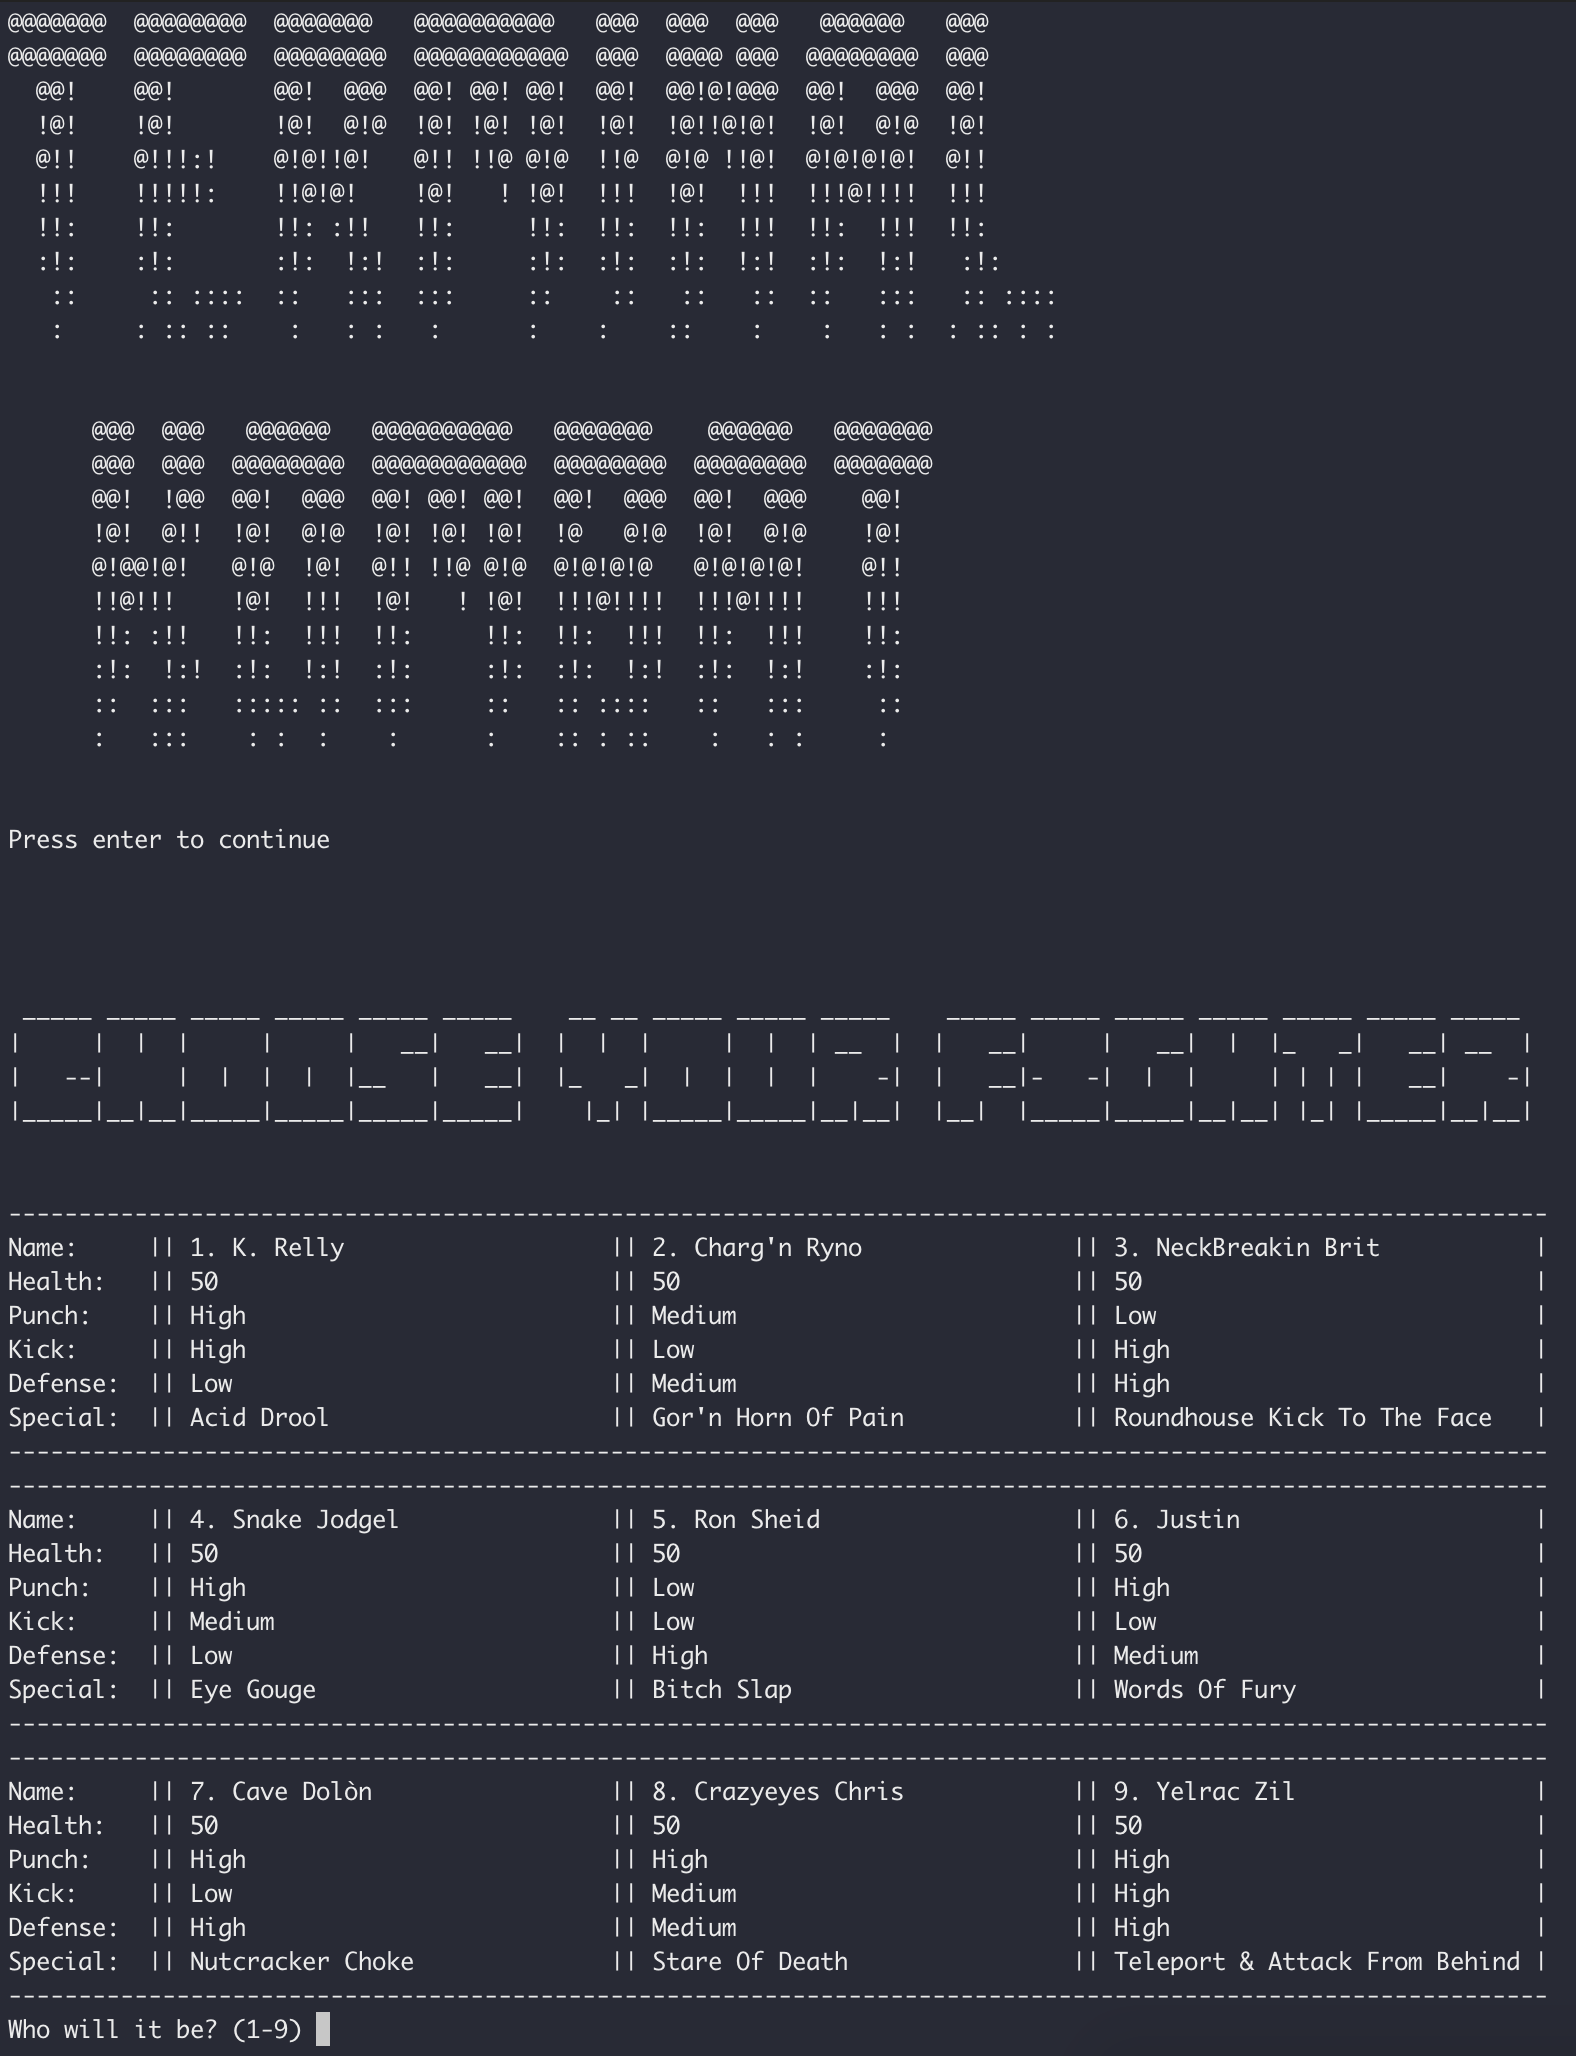 TERMINAL
KOMBAT
Press enter to continue
CHOOSE YOUR FIGHTER
Name: || 1. K. Relly || 2. Charg'n Ryno || 3. NeckBreakin Brit |
Health: || 50 || 50 || 50 |
Punch: || High || Medium || Low |
Kick: || High || Low || High |
Defense: || Low || Medium || High |
Special: || Acid Drool || Gor'n Horn Of Pain || Roundhouse Kick To The Face |
Name: || 4. Snake Jodgel || 5. Ron Sheid || 6. Justin |
Health: || 50 || 50 || 50 |
Punch: || High || Low || High |
Kick: || Medium || Low || Low |
Defense: || Low || High || Medium |
Special: || Eye Gouge || Bitch Slap || Words Of Fury |
Name: || 7. Cave Dolòn || 8. Crazyeyes Chris || 9. Yelrac Zil |
Health: || 50 || 50 || 50 |
Punch: || High || High || High |
Kick: || Low || Medium || High |
Defense: || High || Medium || High |
Special: || Nutcracker Choke || Stare Of Death || Teleport & Attack From Behind |
Who will it be? (1-9)